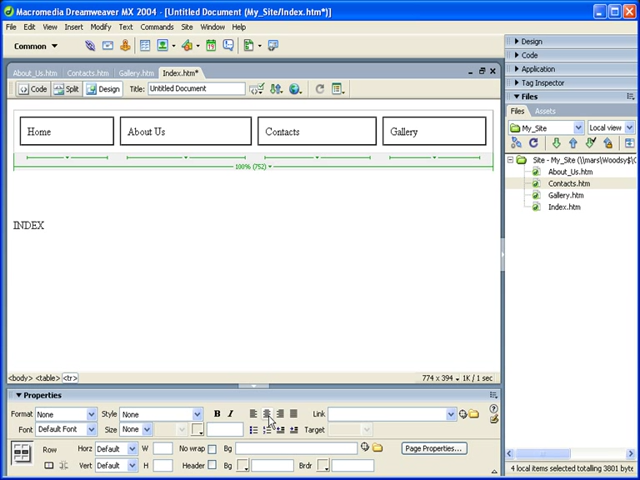 Macromedia Dreamweaver MX 2004 - [Untitled Document (My_Site/Index.htm*)]
File Edit View Insert Modify Text Commands Site Window Help
Common
Design
Code
Application
Tag Inspector
Files
Files Assets
My_Site Local view
Site - My_Site (\\mars\Woodsy$\C
About_Us.htm
Contacts.htm
Gallery.htm
Index.htm
4 local items selected totalling 3801 byte
About_Us.htm Contacts.htm Gallery.htm Index.htm*
Code Split Design Title: Untitled Document
Home About Us Contacts Gallery
100% (752)
INDEX
<body> <table> <tr> 774 x 394 1K / 1 sec
Properties
Format None Style None B I Link
Font Default Font Size None Target
Row Horz Default W No wrap Bg Page Properties...
Vert Default H Header Bg Brdr